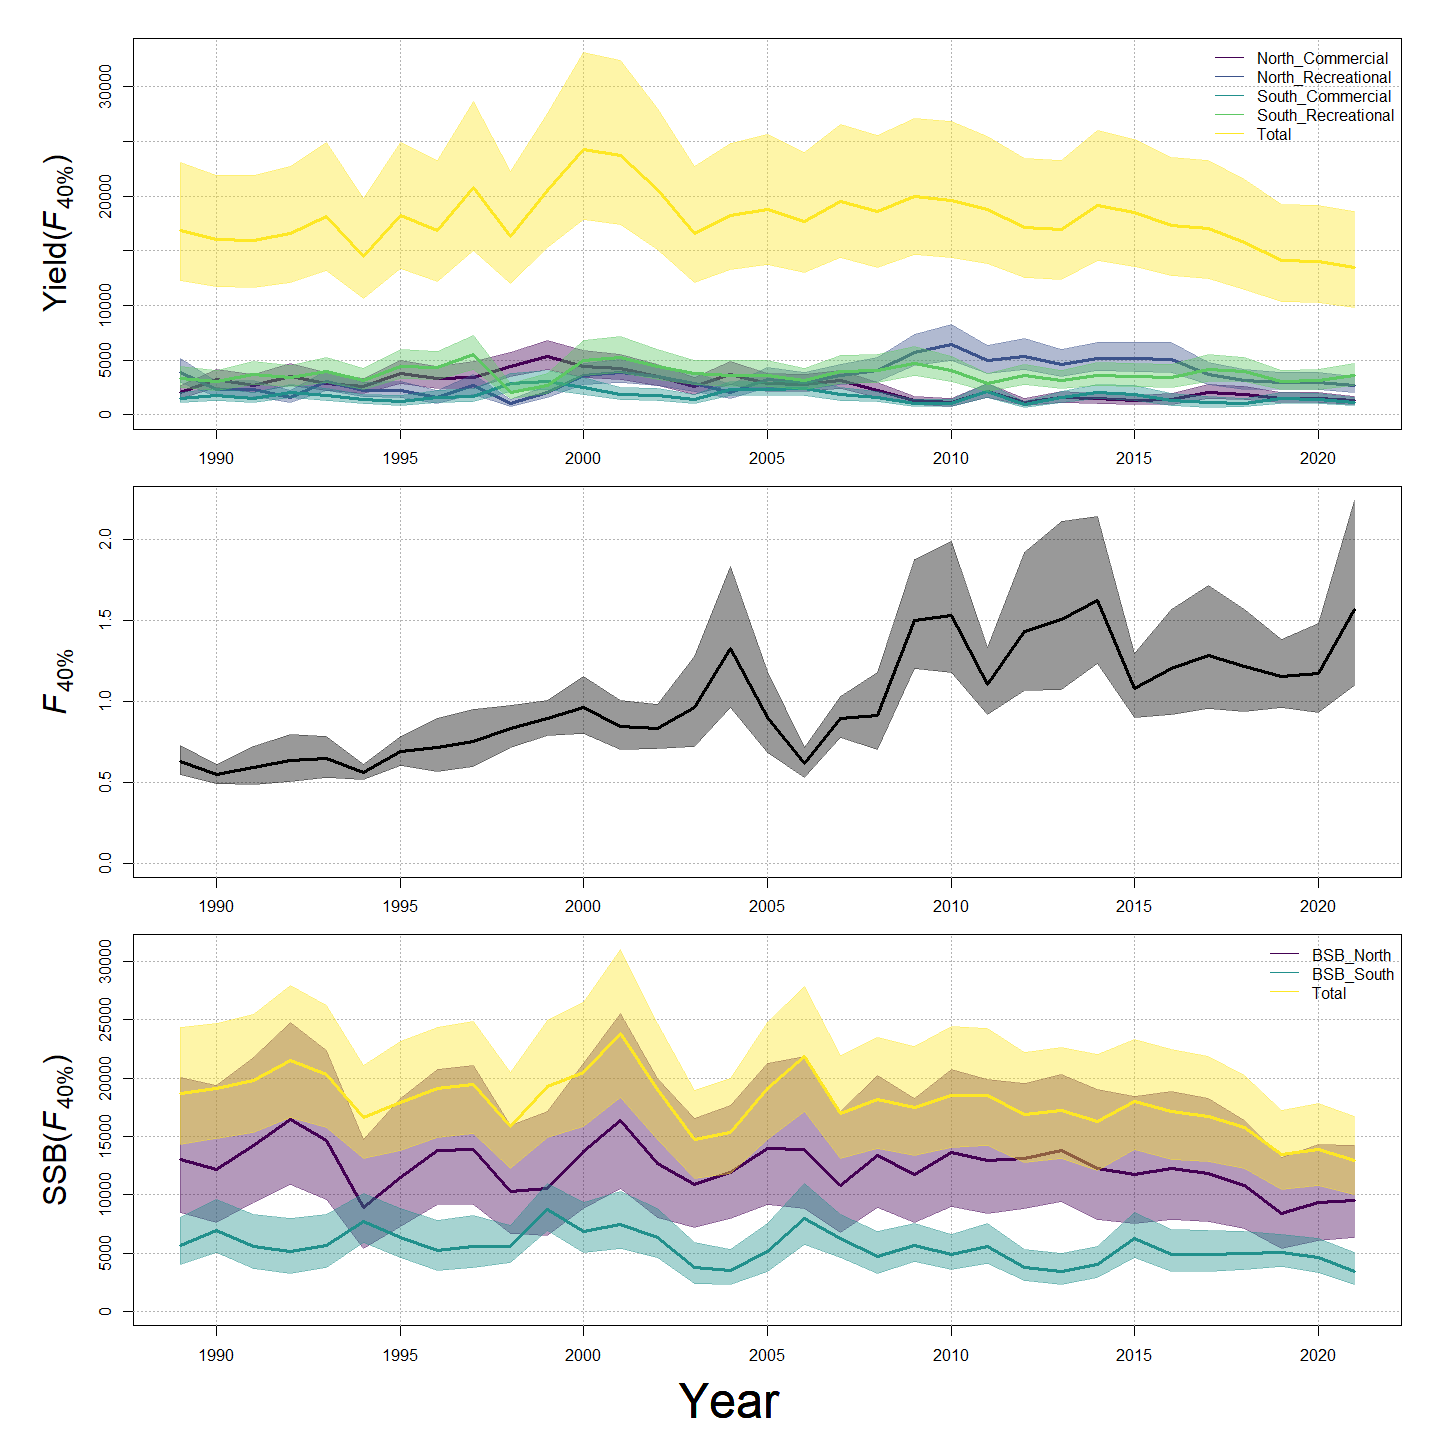 Yield(F40%)
30000
20000
10000
5000
0
North_Commercial
North_Recreational
South_Commercial
South_Recreational
Total
1990 1995 2000 2005 2010 2015 2020
F40%
2.0
1.5
1.0
0.5
0.0
1990 1995 2000 2005 2010 2015 2020
SSB(F40%)
30000
25000
20000
15000
10000
5000
0
BSB_North
BSB_South
Total
1990 1995 2000 2005 2010 2015 2020
Year